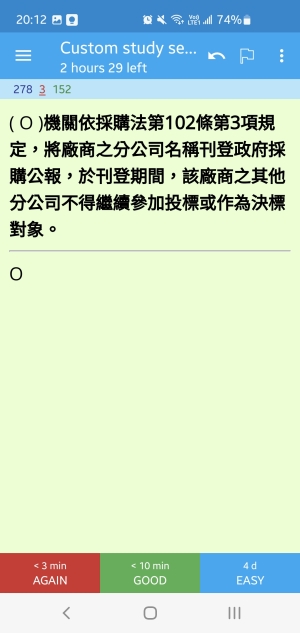 20:12 74%
Custom study se...
2 hours 29 left
278 3 152
( O )機關依採購法第102條第3項規
定，將廠商之分公司名稱刊登政府採
購公報，於刊登期間，該廠商之其他
分公司不得繼續參加投標或作為決標
對象。
O
< 3 min < 10 min 4 d
AGAIN GOOD EASY